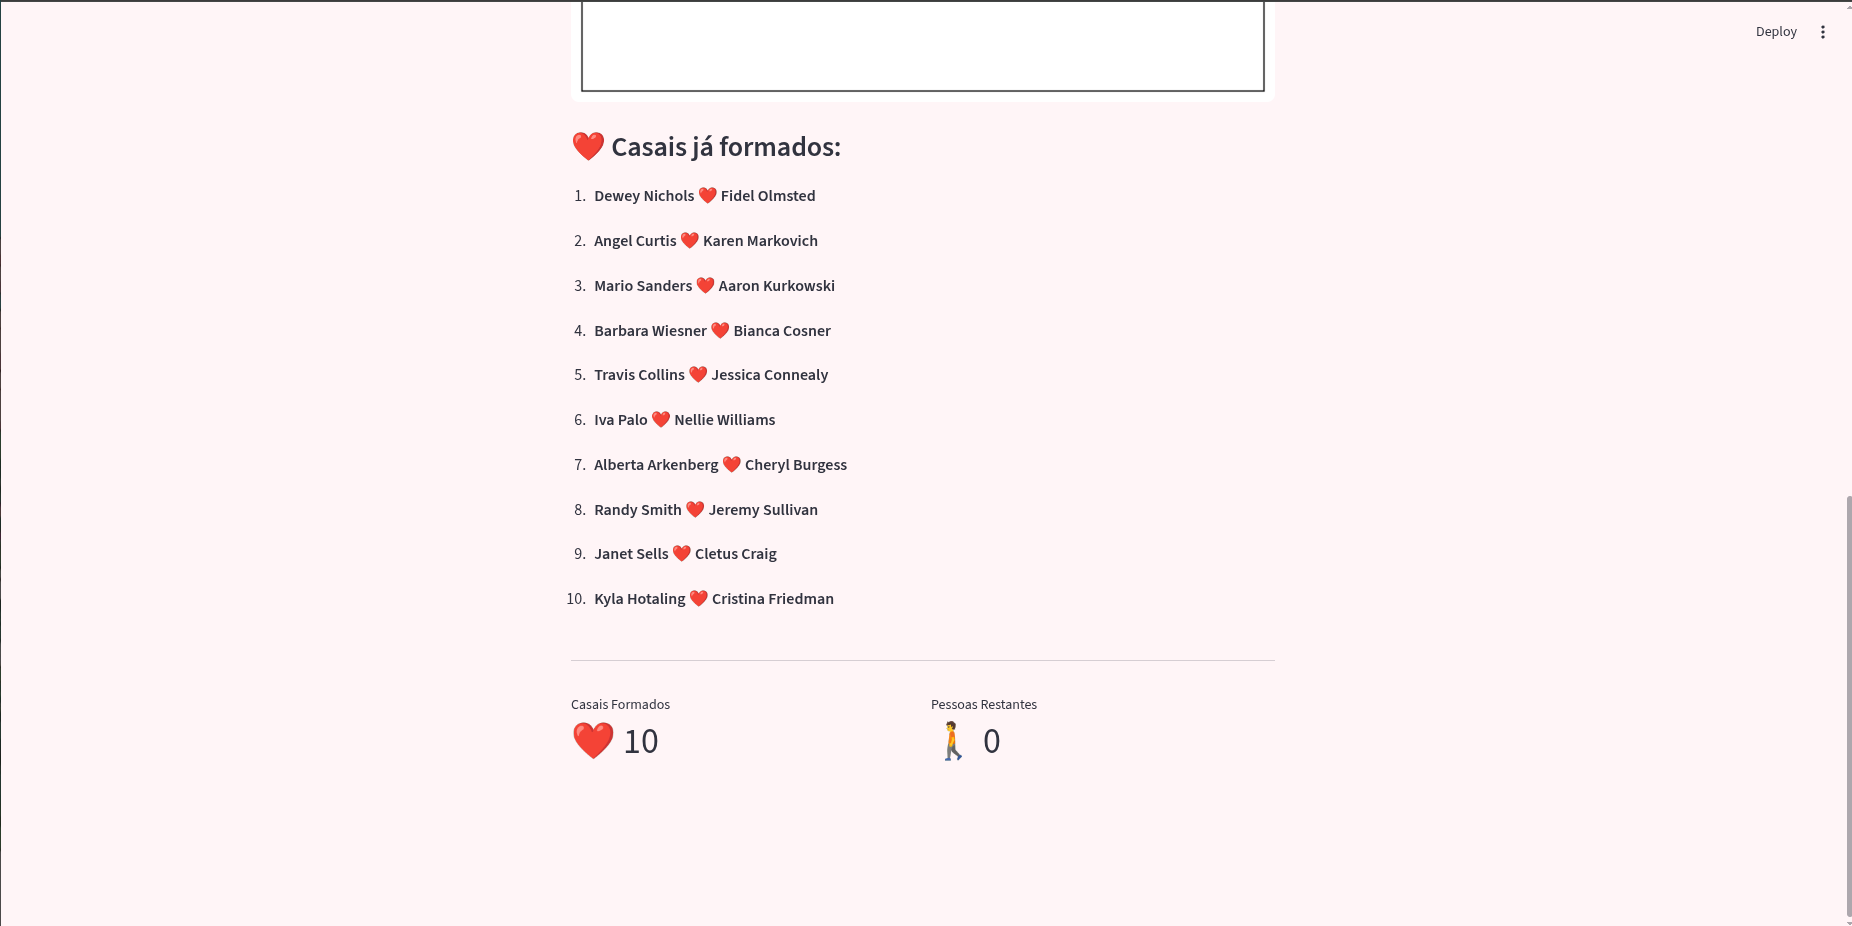 Deploy
❤️ Casais já formados:
1. Dewey Nichols ❤️ Fidel Olmsted
2. Angel Curtis ❤️ Karen Markovich
3. Mario Sanders ❤️ Aaron Kurkowski
4. Barbara Wiesner ❤️ Bianca Cosner
5. Travis Collins ❤️ Jessica Connealy
6. Iva Palo ❤️ Nellie Williams
7. Alberta Arkenberg ❤️ Cheryl Burgess
8. Randy Smith ❤️ Jeremy Sullivan
9. Janet Sells ❤️ Cletus Craig
10. Kyla Hotaling ❤️ Cristina Friedman
Casais Formados
❤️ 10
Pessoas Restantes
🚶 0